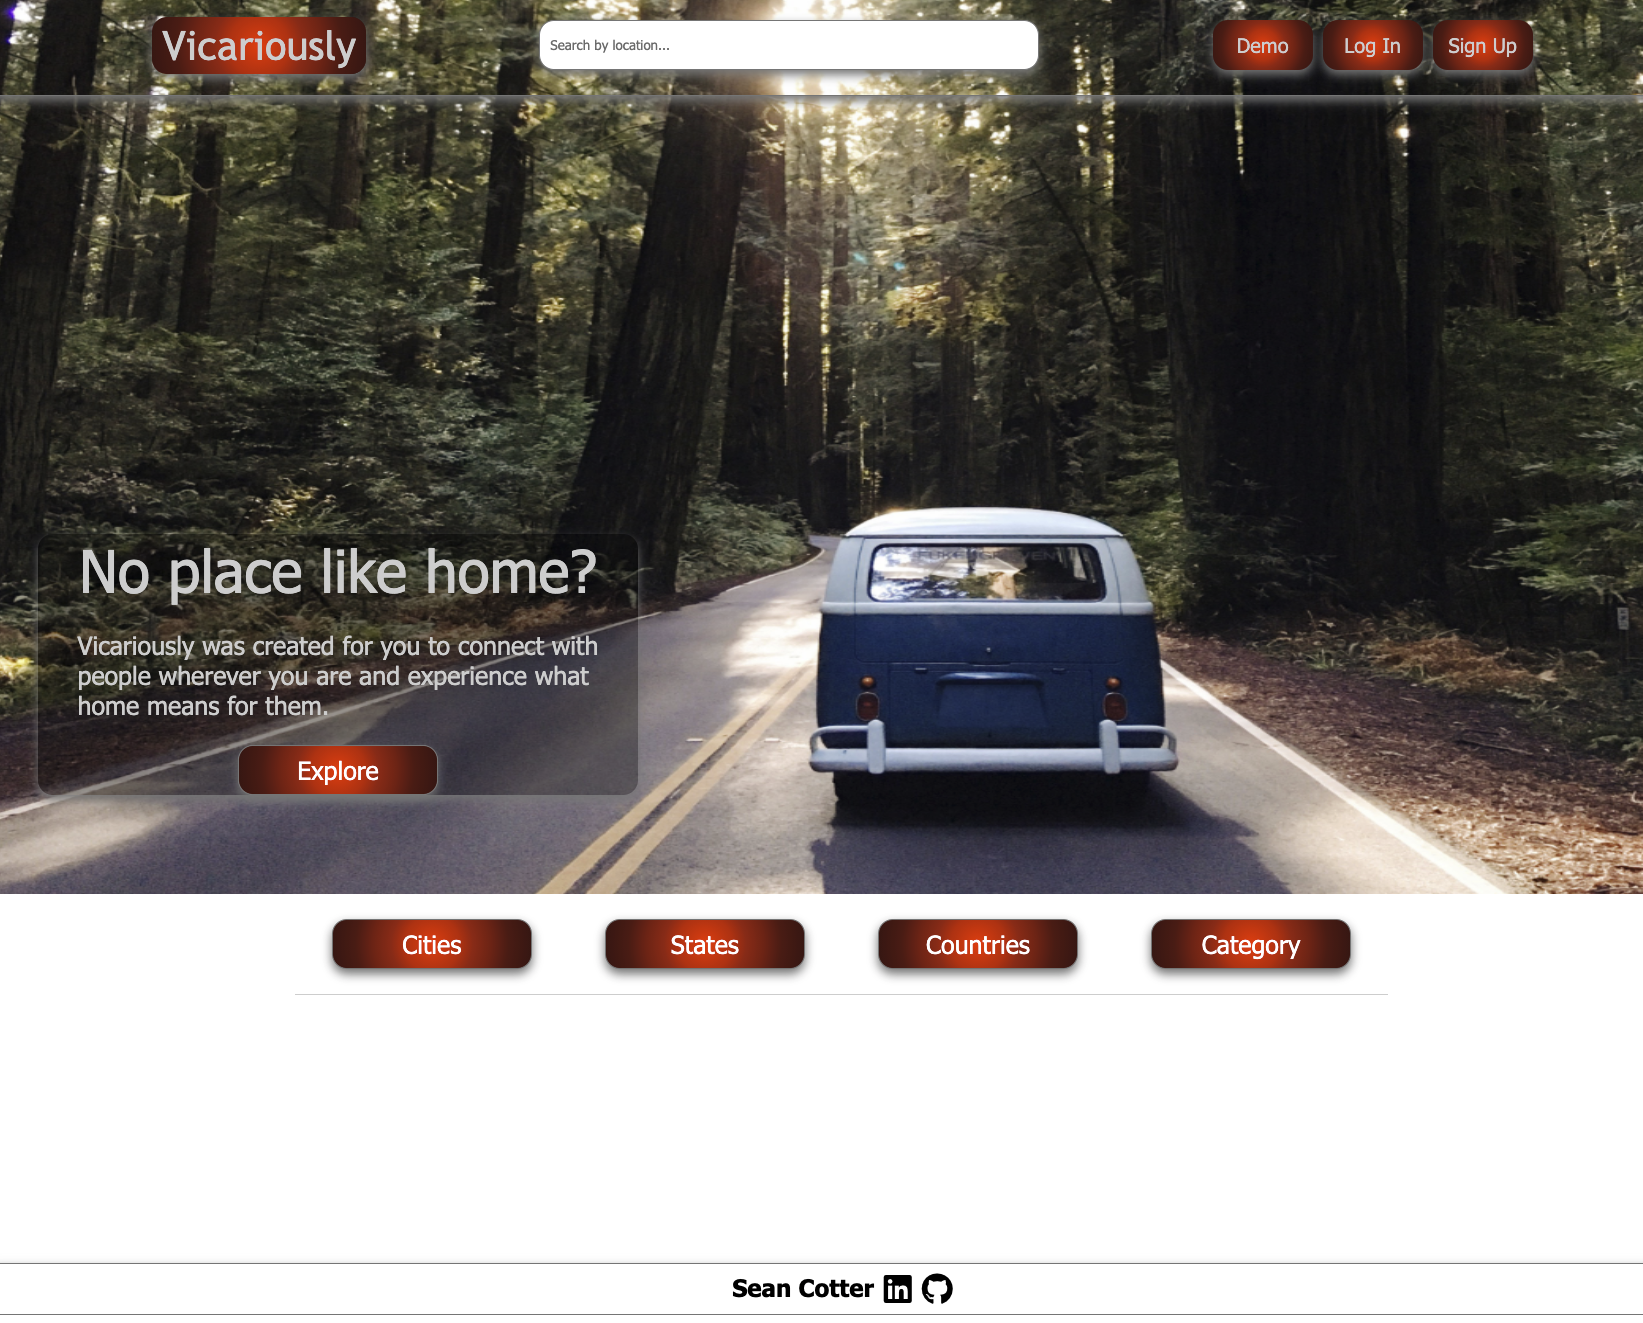 Vicariously
Search by location...
Demo
Log In
Sign Up
No place like home?
Vicariously was created for you to connect with
people wherever you are and experience what
home means for them.
Explore
Cities
States
Countries
Category
Sean Cotter